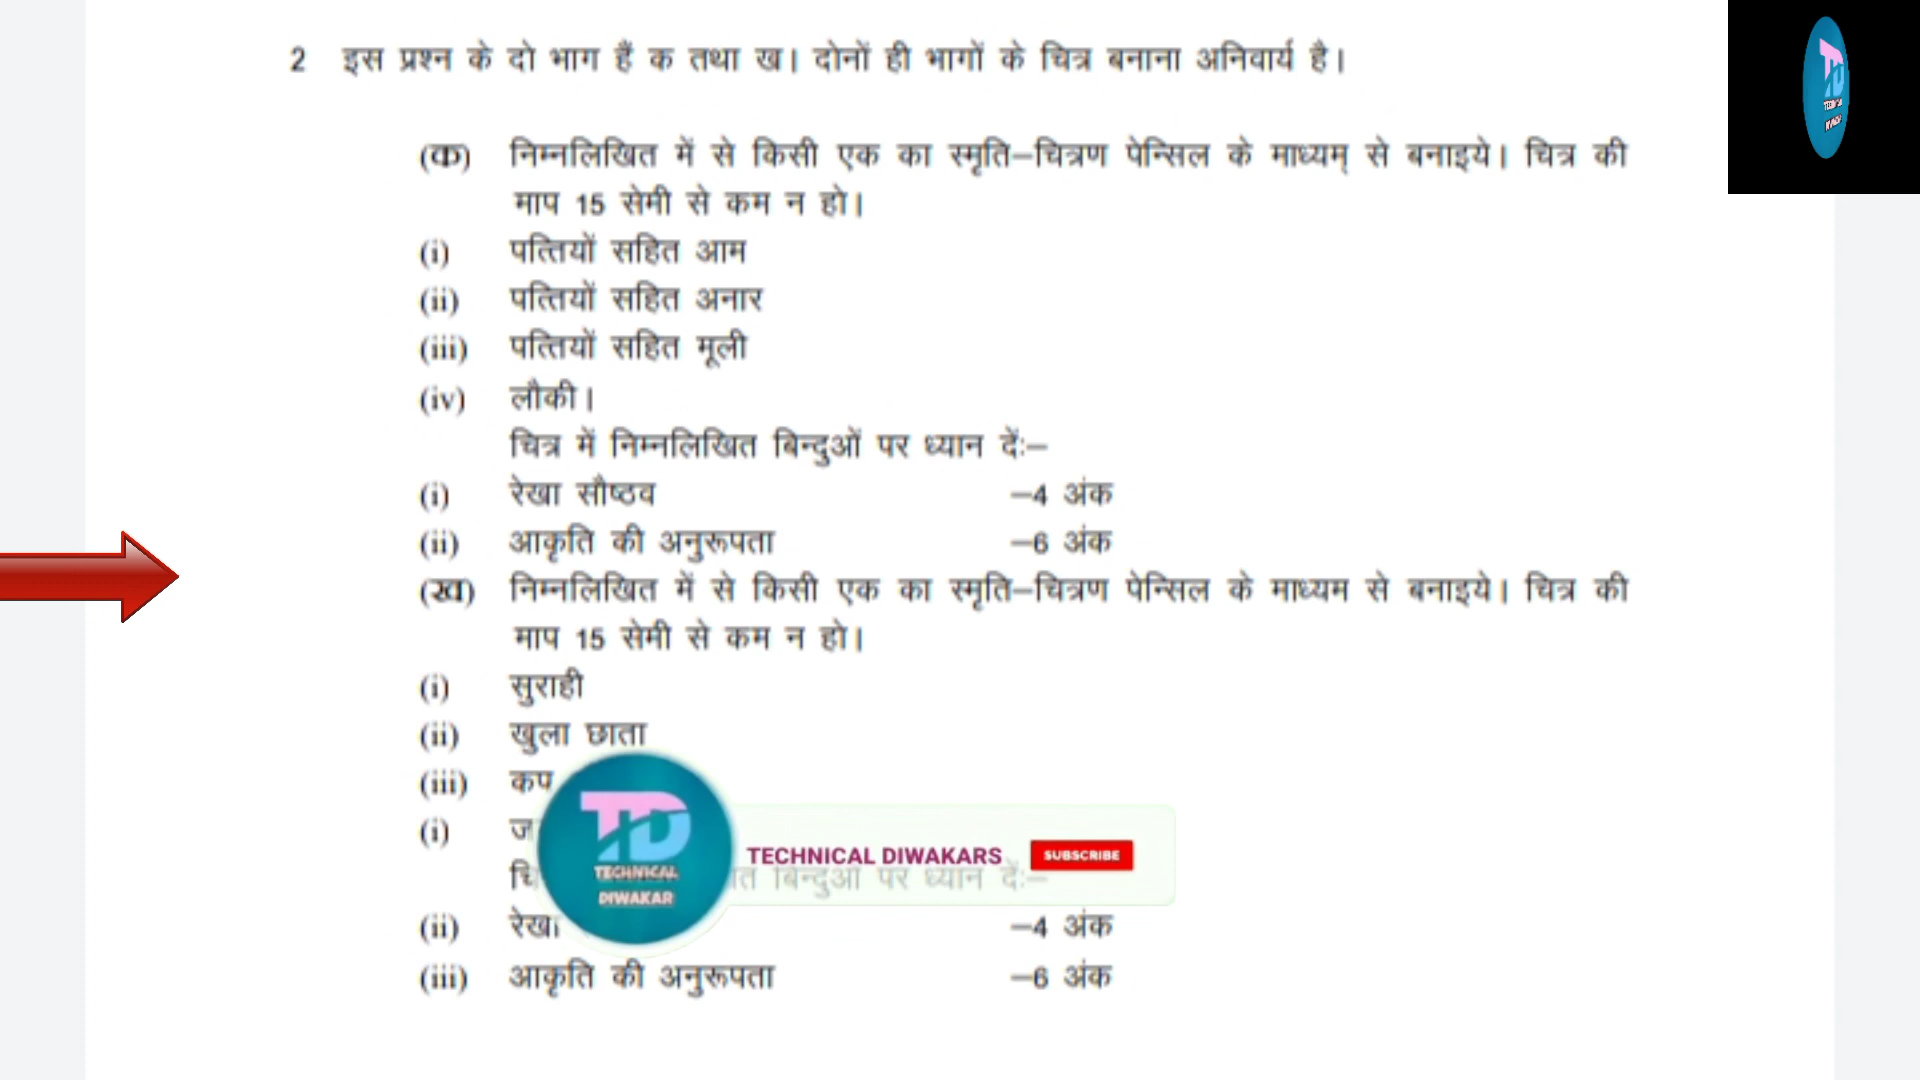 2 इस प्रश्न के दो भाग हैं क तथा ख। दोनों ही भागों के चित्र बनाना अनिवार्य है।
(क) निम्नलिखित में से किसी एक का स्मृति–चित्रण पेन्सिल के माध्यम् से बनाइये। चित्र की
माप 15 सेमी से कम न हो।
(i) पत्तियों सहित आम
(ii) पत्तियों सहित अनार
(iii) पत्तियों सहित मूली
(iv) लौकी।
चित्र में निम्नलिखित बिन्दुओं पर ध्यान दें:–
(i) रेखा सौष्ठव –4 अंक
(ii) आकृति की अनुरूपता –6 अंक
(ख) निम्नलिखित में से किसी एक का स्मृति–चित्रण पेन्सिल के माध्यम से बनाइये। चित्र की
माप 15 सेमी से कम न हो।
(i) सुराही
(ii) खुला छाता
(iii) कप
(i)
बिन्दुओं पर ध्यान दें:–
(ii) रेखा –4 अंक
(iii) आकृति की अनुरूपता –6 अंक
TD
TECHNICAL
DIWAKAR
TECHNICAL DIWAKARS
SUBSCRIBE
TD